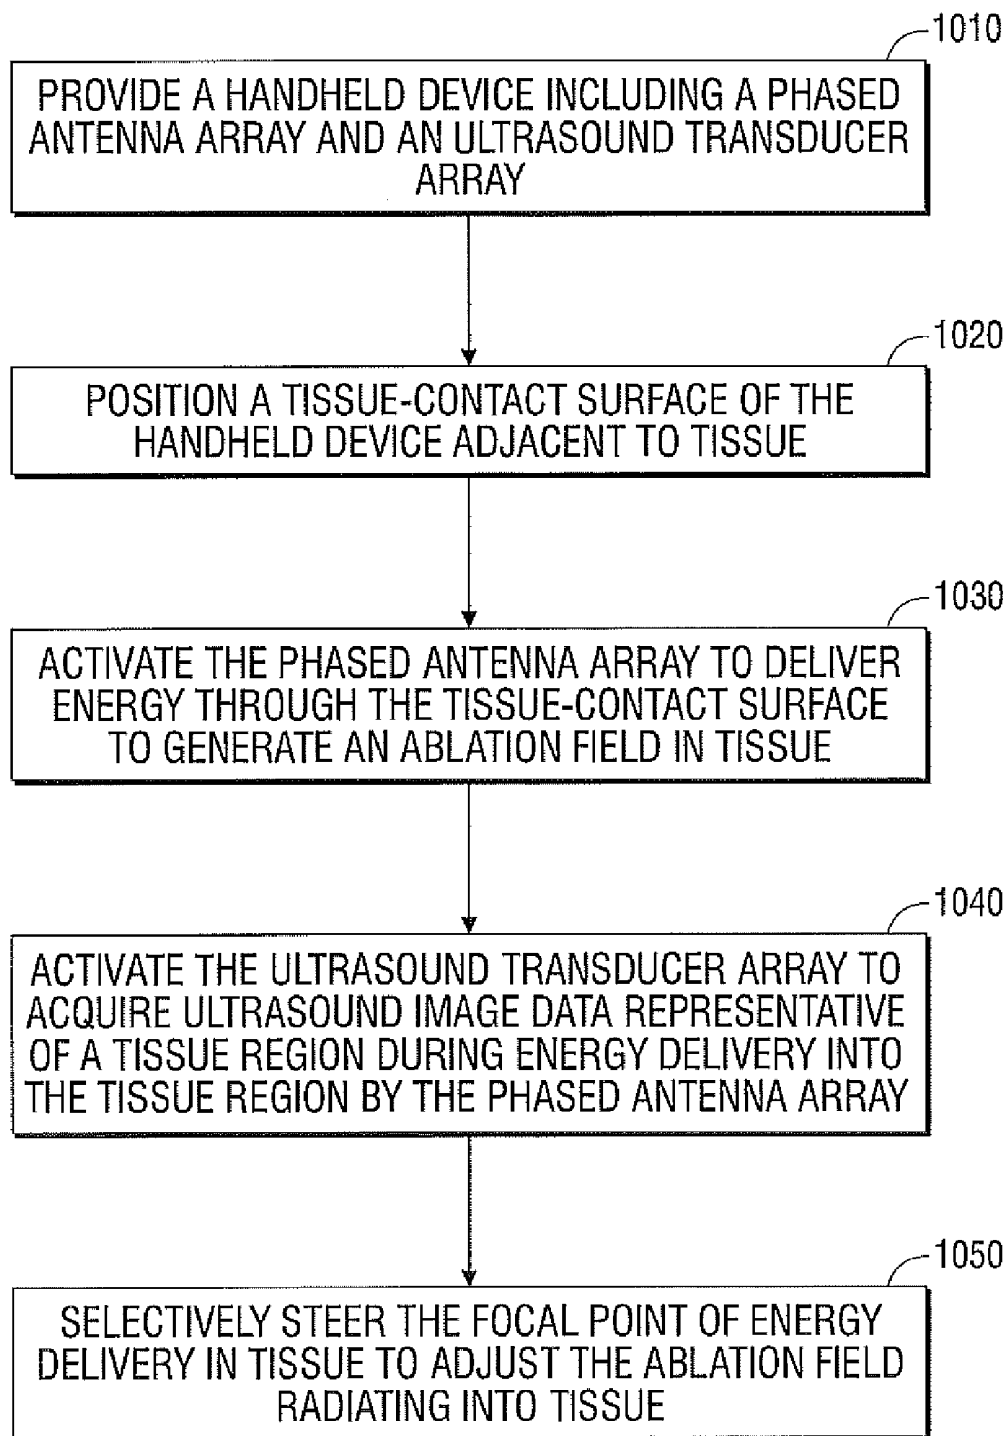 1010
PROVIDE A HANDHELD DEVICE INCLUDING A PHASED
ANTENNA ARRAY AND AN ULTRASOUND TRANSDUCER
ARRAY
1020
POSITION A TISSUE-CONTACT SURFACE OF THE
HANDHELD DEVICE ADJACENT TO TISSUE
1030
ACTIVATE THE PHASED ANTENNA ARRAY TO DELIVER
ENERGY THROUGH THE TISSUE-CONTACT SURFACE
TO GENERATE AN ABLATION FIELD IN TISSUE
1040
ACTIVATE THE ULTRASOUND TRANSDUCER ARRAY TO
ACQUIRE ULTRASOUND IMAGE DATA REPRESENTATIVE
OF A TISSUE REGION DURING ENERGY DELIVERY INTO
THE TISSUE REGION BY THE PHASED ANTENNA ARRAY
1050
SELECTIVELY STEER THE FOCAL POINT OF ENERGY
DELIVERY IN TISSUE TO ADJUST THE ABLATION FIELD
RADIATING INTO TISSUE